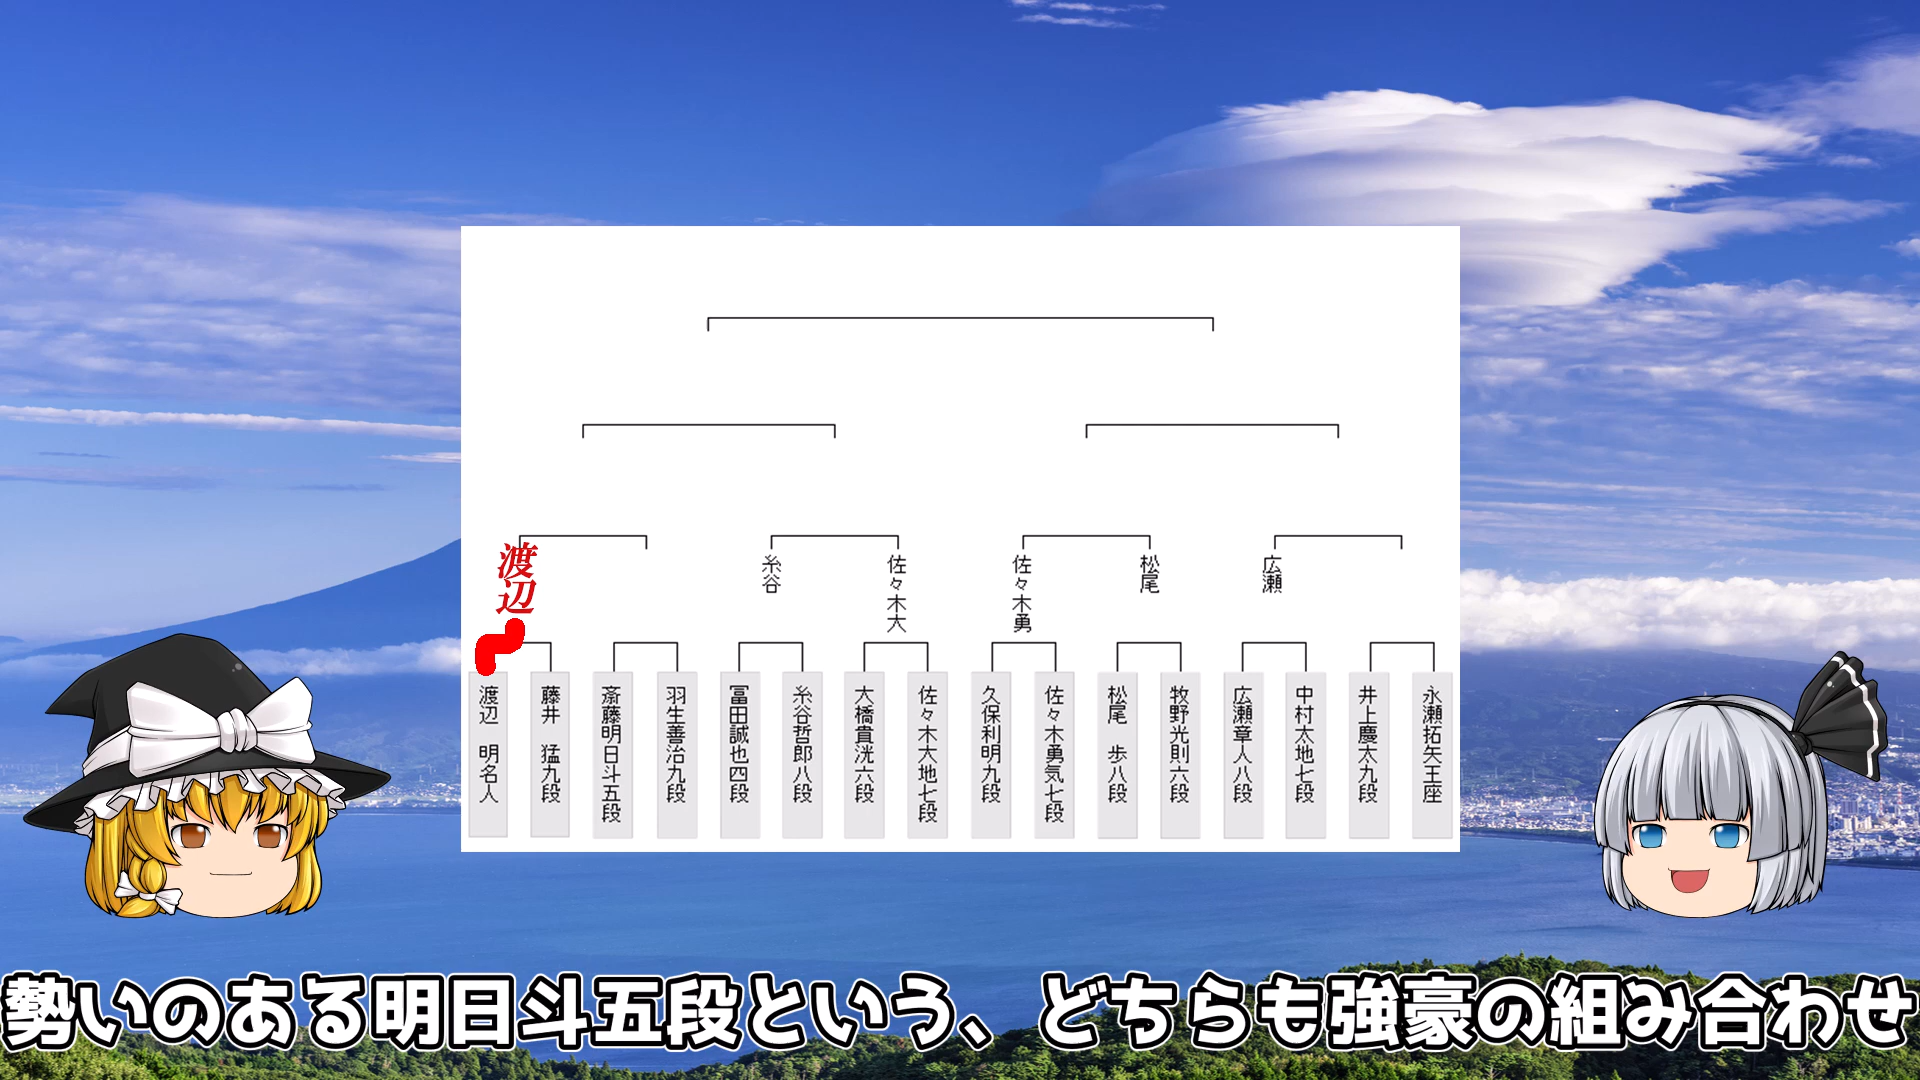 渡辺
糸谷
佐々木大
佐々木勇
松尾
広瀬
渡辺 明名人
藤井 猛九段
斎藤明日斗五段
羽生善治九段
冨田誠也四段
糸谷哲郎八段
大橋貴洸六段
佐々木大地七段
久保利明九段
佐々木勇気七段
松尾 歩八段
牧野光則六段
広瀬章人八段
中村太地七段
井上慶太九段
永瀬拓矢王座
勢いのある明日斗五段という、どちらも強豪の組み合わせ